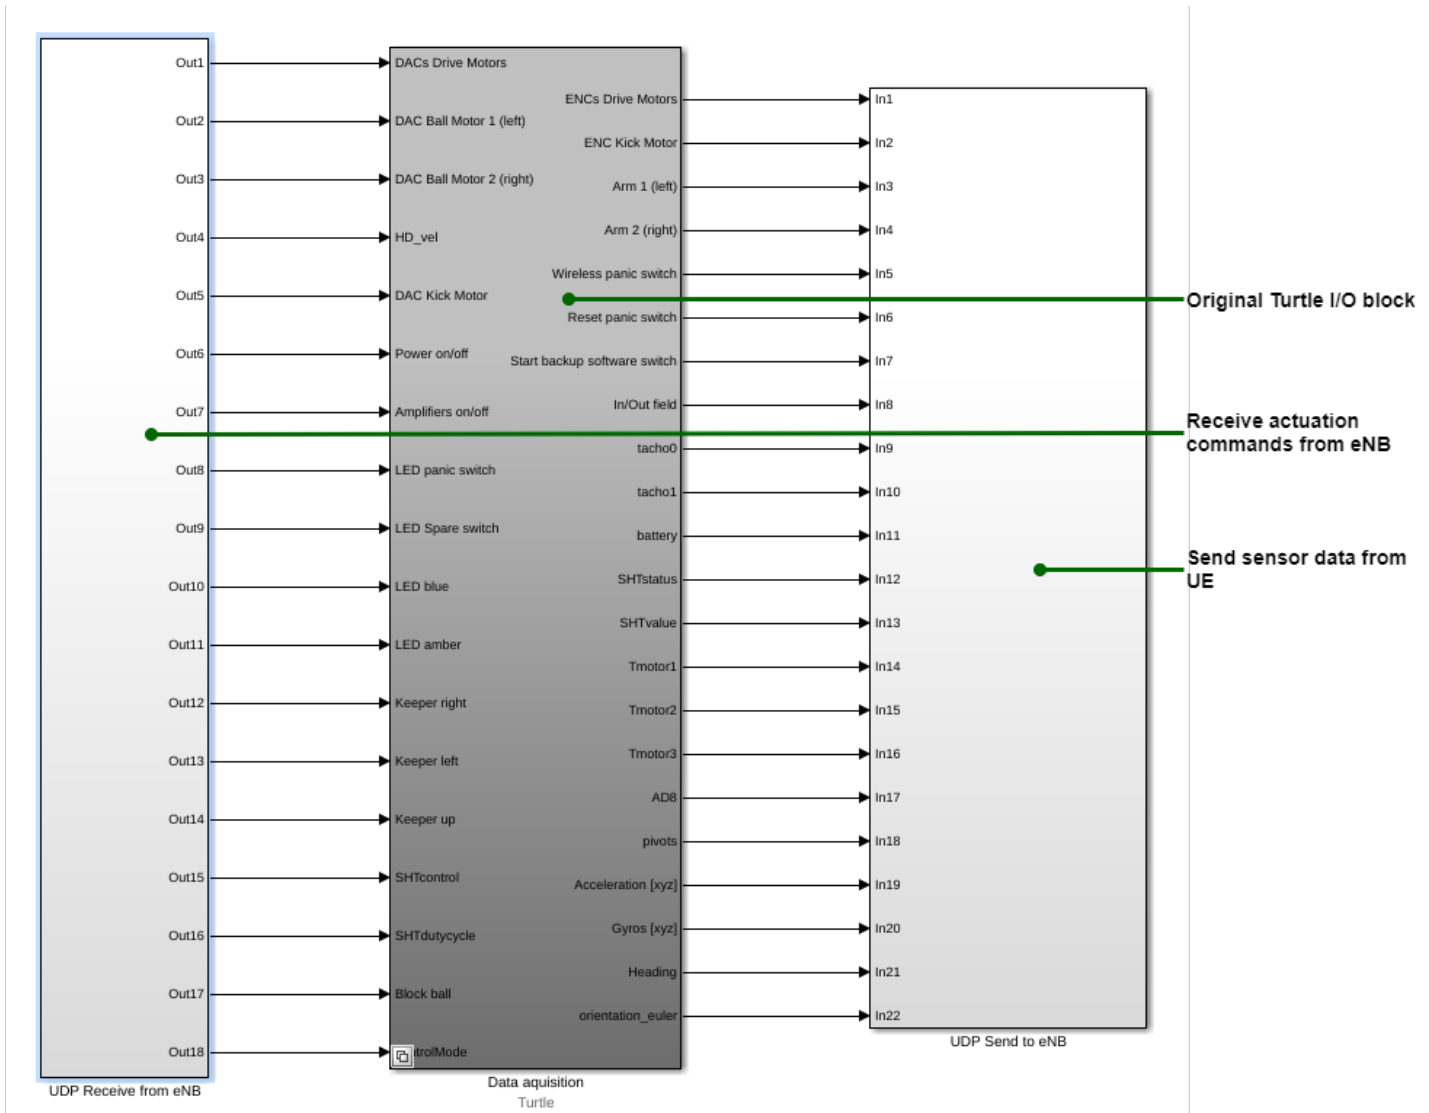 Out1
Out2
Out3
Out4
Out5
Out6
Out7
Out8
Out9
Out10
Out11
Out12
Out13
Out14
Out15
Out16
Out17
Out18
UDP Receive from eNB
DACs Drive Motors
DAC Ball Motor 1 (left)
DAC Ball Motor 2 (right)
HD_vel
DAC Kick Motor
Power on/off
Amplifiers on/off
LED panic switch
LED Spare switch
LED blue
LED amber
Keeper right
Keeper left
Keeper up
SHTcontrol
SHTdutycycle
Block ball
trolMode
ENCs Drive Motors
ENC Kick Motor
Arm 1 (left)
Arm 2 (right)
Wireless panic switch
Reset panic switch
Start backup software switch
In/Out field
tacho0
tacho1
battery
SHTstatus
SHTvalue
Tmotor1
Tmotor2
Tmotor3
AD8
pivots
Acceleration [xyz]
Gyros [xyz]
Heading
orientation_euler
Data aquisition
Turtle
In1
In2
In3
In4
In5
In6
In7
In8
In9
In10
In11
In12
In13
In14
In15
In16
In17
In18
In19
In20
In21
In22
UDP Send to eNB
Original Turtle I/O block
Receive actuation
commands from eNB
Send sensor data from
UE